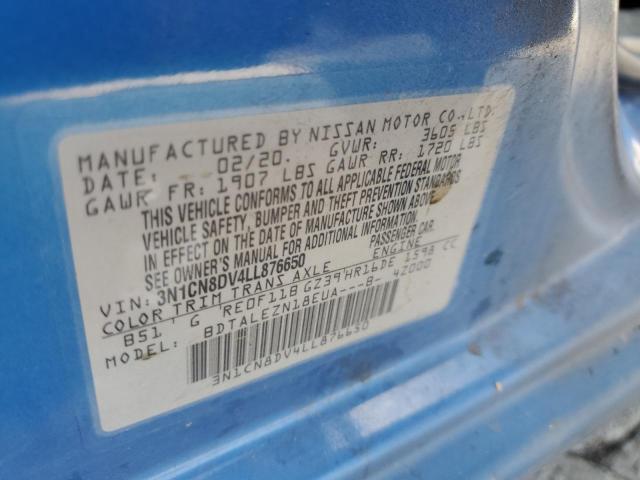 MANUFACTURED BY NISSAN MOTOR CO.,LTD.
DATE: 02/20. GVWR: 3605 LBS
GAWR FR: 1907 LBS GAWR RR: 1720 LBS
THIS VEHICLE CONFORMS TO ALL APPLICABLE FEDERAL MOTOR
VEHICLE SAFETY, BUMPER AND THEFT PREVENTION STANDARDS
IN EFFECT ON THE DATE OF MANUFACTURE SHOWN ABOVE.
SEE OWNER'S MANUAL FOR ADDITIONAL INFORMATION.
VIN: 3N1CN8DV4LL876650 PASSENGER CAR.
COLOR TRIM TRANS AXLE ENGINE
B51 G RE0F11B GZ39 HR16DE 1598 CC
MODEL: BDTALEZN18EUA---B- 4Z000
3N1CN8DV4LL876650